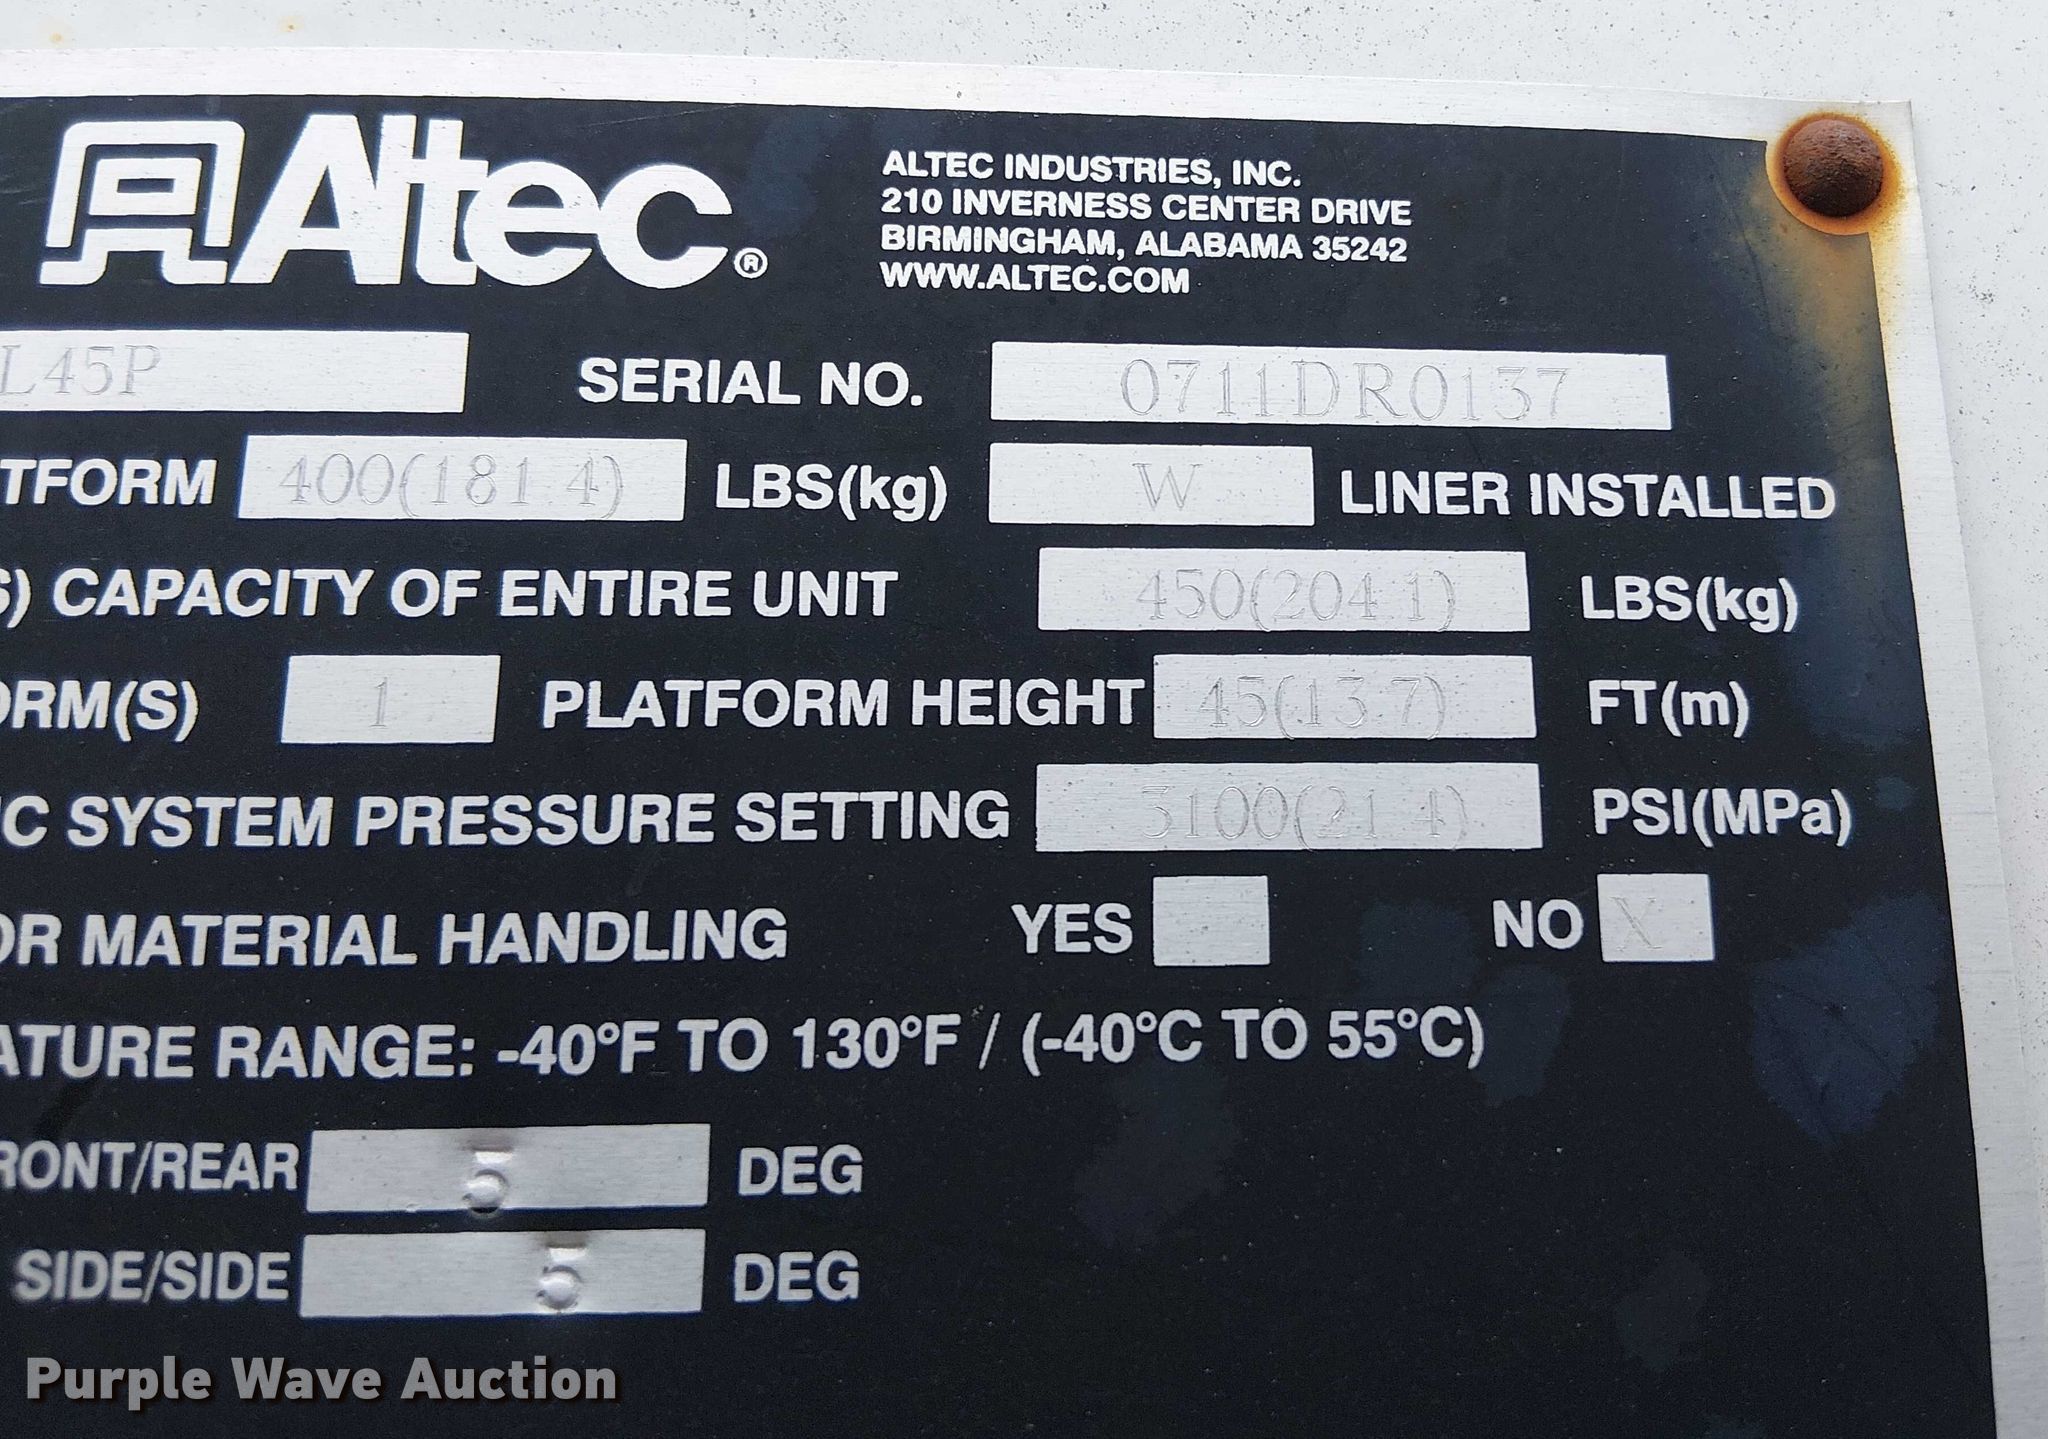 Altec®
ALTEC INDUSTRIES, INC.
210 INVERNESS CENTER DRIVE
BIRMINGHAM, ALABAMA 35242
WWW.ALTEC.COM
L45P SERIAL NO. 0711DR0137
TFORM 400(181.4) LBS(kg) W LINER INSTALLED
S) CAPACITY OF ENTIRE UNIT 450(204.1) LBS(kg)
ORM(S) 1 PLATFORM HEIGHT 45(13.7) FT(m)
IC SYSTEM PRESSURE SETTING 3100(21.4) PSI(MPa)
OR MATERIAL HANDLING YES NO X
ATURE RANGE: -40°F TO 130°F / (-40°C TO 55°C)
RONT/REAR 5 DEG
SIDE/SIDE 5 DEG
Purple Wave Auction